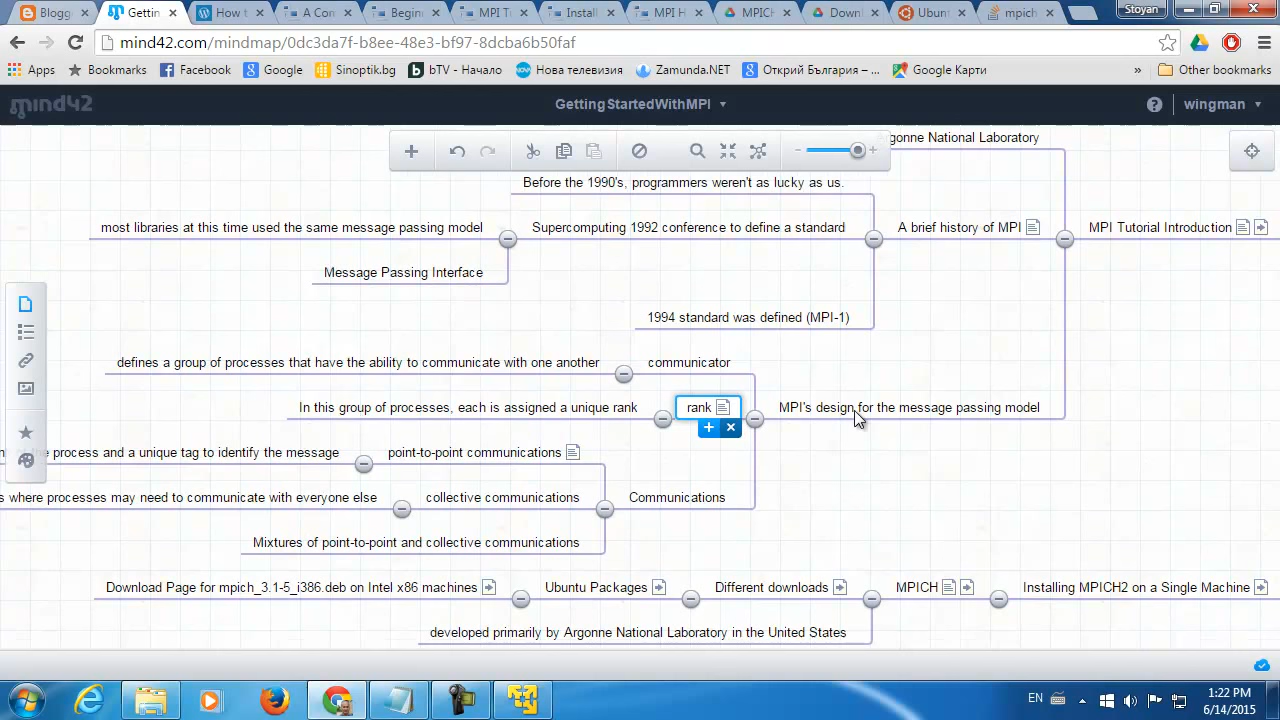 Blogg
Gettin
How t
A Con
Begin
MPI Tu
Install
MPI H
MPICH
Downl
Ubunt
mpich
Stoyan
mind42.com/mindmap/0dc3da7f-b8ee-48e3-bf97-8dcba6b50faf
Apps
Bookmarks
Facebook
Google
Sinoptik.bg
bTV - Начало
Нова телевизия
Zamunda.NET
Открий България – ...
Google Карти
»
Other bookmarks
mind42
GettingStartedWithMPI
wingman
rgonne National Laboratory
Before the 1990's, programmers weren't as lucky as us.
most libraries at this time used the same message passing model
Supercomputing 1992 conference to define a standard
A brief history of MPI
MPI Tutorial Introduction
Message Passing Interface
1994 standard was defined (MPI-1)
defines a group of processes that have the ability to communicate with one another
communicator
In this group of processes, each is assigned a unique rank
rank
MPI's design for the message passing model
e process and a unique tag to identify the message
point-to-point communications
s where processes may need to communicate with everyone else
collective communications
Communications
Mixtures of point-to-point and collective communications
Download Page for mpich_3.1-5_i386.deb on Intel x86 machines
Ubuntu Packages
Different downloads
MPICH
Installing MPICH2 on a Single Machine
developed primarily by Argonne National Laboratory in the United States
EN
1:22 PM
6/14/2015